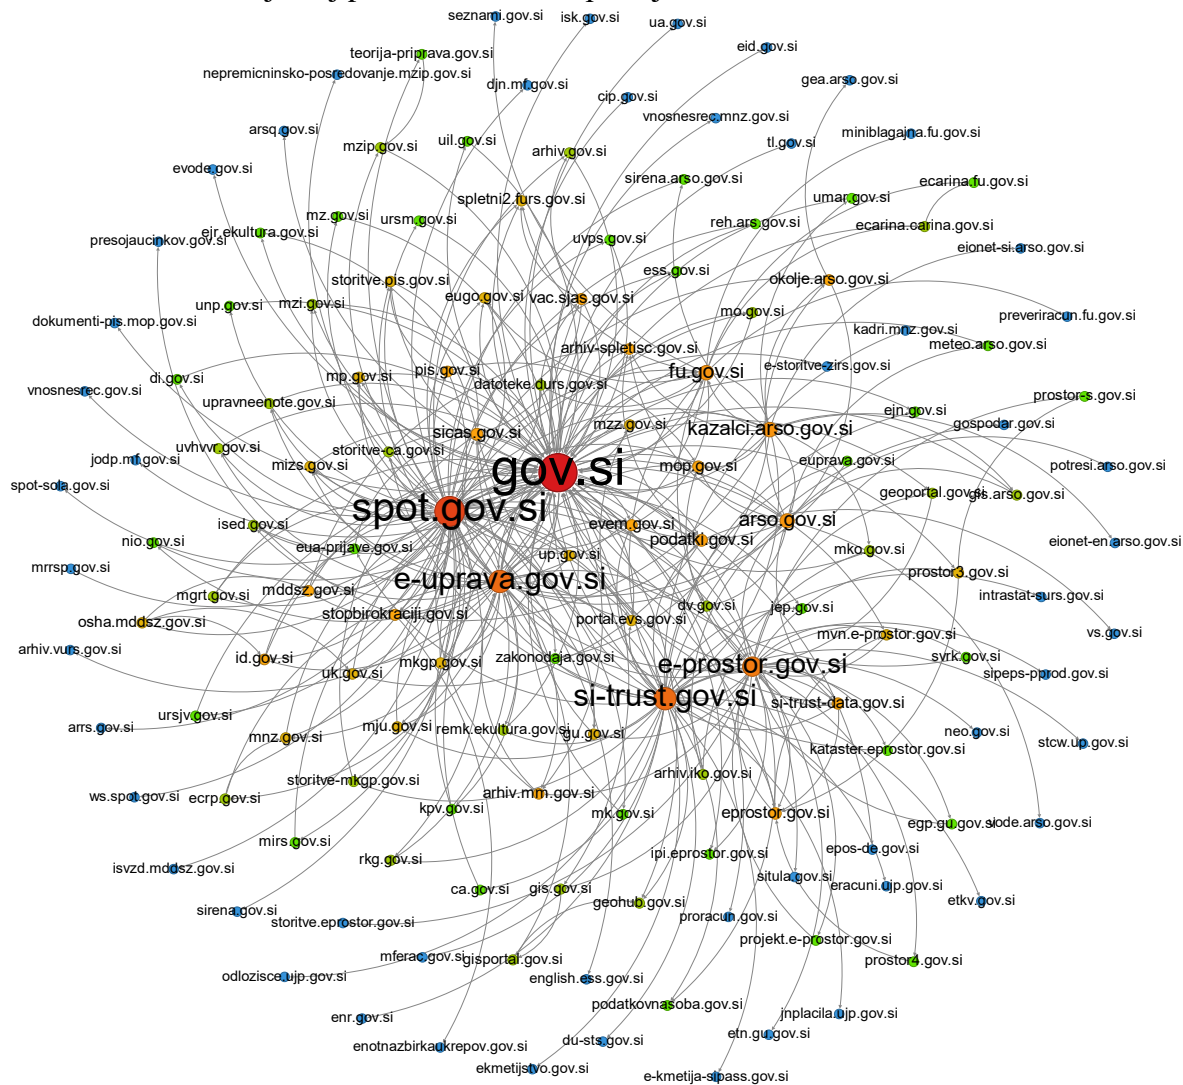 seznami.gov.si
isk.gov.si
ua.gov.si
teorija-priprava.gov.si
eid.gov.si
nepremicninsko-posredovanje.mzip.gov.si
djn.mf.gov.si
gea.arso.gov.si
cip.gov.si
vnosnesrec.mnz.gov.si
arsq.gov.si
mzip.gov.si
uil.gov.si
arhiv.gov.si
tl.gov.si
miniblagajna.fu.gov.si
evode.gov.si
sirena.arso.gov.si
ecarina.fu.gov.si
spletni2.furs.gov.si
umar.gov.si
mz.gov.si
ursm.gov.si
reh.ars.gov.si
ecarina.carina.gov.si
presojaucinkov.gov.si
ejr.ekultura.gov.si
uvps.gov.si
eionet-si.arso.gov.si
storitve.pis.gov.si
ess.gov.si
okolje.arso.gov.si
unp.gov.si
mzi.gov.si
eugo.gov.si
vac.sjas.gov.si
mo.gov.si
preveriracun.fu.gov.si
dokumenti-pis.mop.gov.si
kadri.mnz.gov.si
meteo.arso.gov.si
arhiv-spletisc.gov.si
vnosnesrec.gov.si
di.gov.si
mp.gov.si
pis.gov.si
datoteke.durs.gov.si
fu.gov.si
e-storitve-zirs.gov.si
prostor-s.gov.si
upravneenote.gov.si
ejn.gov.si
gospodar.gov.si
sicas.gov.si
mzz.gov.si
kazalci.arso.gov.si
uvhvvr.gov.si
storitve-ca.gov.si
jodp.mf.gov.si
mizs.gov.si
gov.si
mop.gov.si
euprava.gov.si
potresi.arso.gov.si
spot-sola.gov.si
geoportal.gov.si
gis.arso.gov.si
spot.gov.si
ised.gov.si
evem.gov.si
arso.gov.si
nio.gov.si
eua-prijave.gov.si
podatki.gov.si
eionet-en.arso.gov.si
up.gov.si
mko.gov.si
mrrsp.gov.si
e-uprava.gov.si
prostor3.gov.si
mgrt.gov.si
mddsz.gov.si
intrastat-surs.gov.si
osha.mddsz.gov.si
stopbirokraciji.gov.si
portal.evs.gov.si
dv.gov.si
jep.gov.si
mvn.e-prostor.gov.si
vs.gov.si
arhiv.vurs.gov.si
id.gov.si
mkgp.gov.si
zakonodaja.gov.si
e-prostor.gov.si
svrk.gov.si
uk.gov.si
sipeps-pprod.gov.si
si-trust.gov.si
si-trust-data.gov.si
ursjv.gov.si
arrs.gov.si
mju.gov.si
remk.ekultura.gov.si
gu.gov.si
neo.gov.si
mnz.gov.si
stcw.up.gov.si
kataster.eprostor.gov.si
storitve-mkgp.gov.si
arhiv.iko.gov.si
ws.spot.gov.si
ecrp.gov.si
arhiv.mm.gov.si
kpv.gov.si
mk.gov.si
eprostor.gov.si
egp.gu.gov.si
vode.arso.gov.si
mirs.gov.si
rkg.gov.si
ipi.eprostor.gov.si
epos-de.gov.si
isvzd.mddsz.gov.si
situla.gov.si
eracuni.ujp.gov.si
ca.gov.si
gis.gov.si
geohub.gov.si
etkv.gov.si
sirena.gov.si
storitve.eprostor.gov.si
proracun.gov.si
projekt.e-prostor.gov.si
mferac.gov.si
gisportal.gov.si
prostor4.gov.si
odlozisce.ujp.gov.si
english.ess.gov.si
podatkovnasoba.gov.si
jnplacila.ujp.gov.si
enr.gov.si
etn.gu.gov.si
enotnazbirkaukrepov.gov.si
du-sts.gov.si
ekmetijstvo.gov.si
e-kmetija-sipass.gov.si